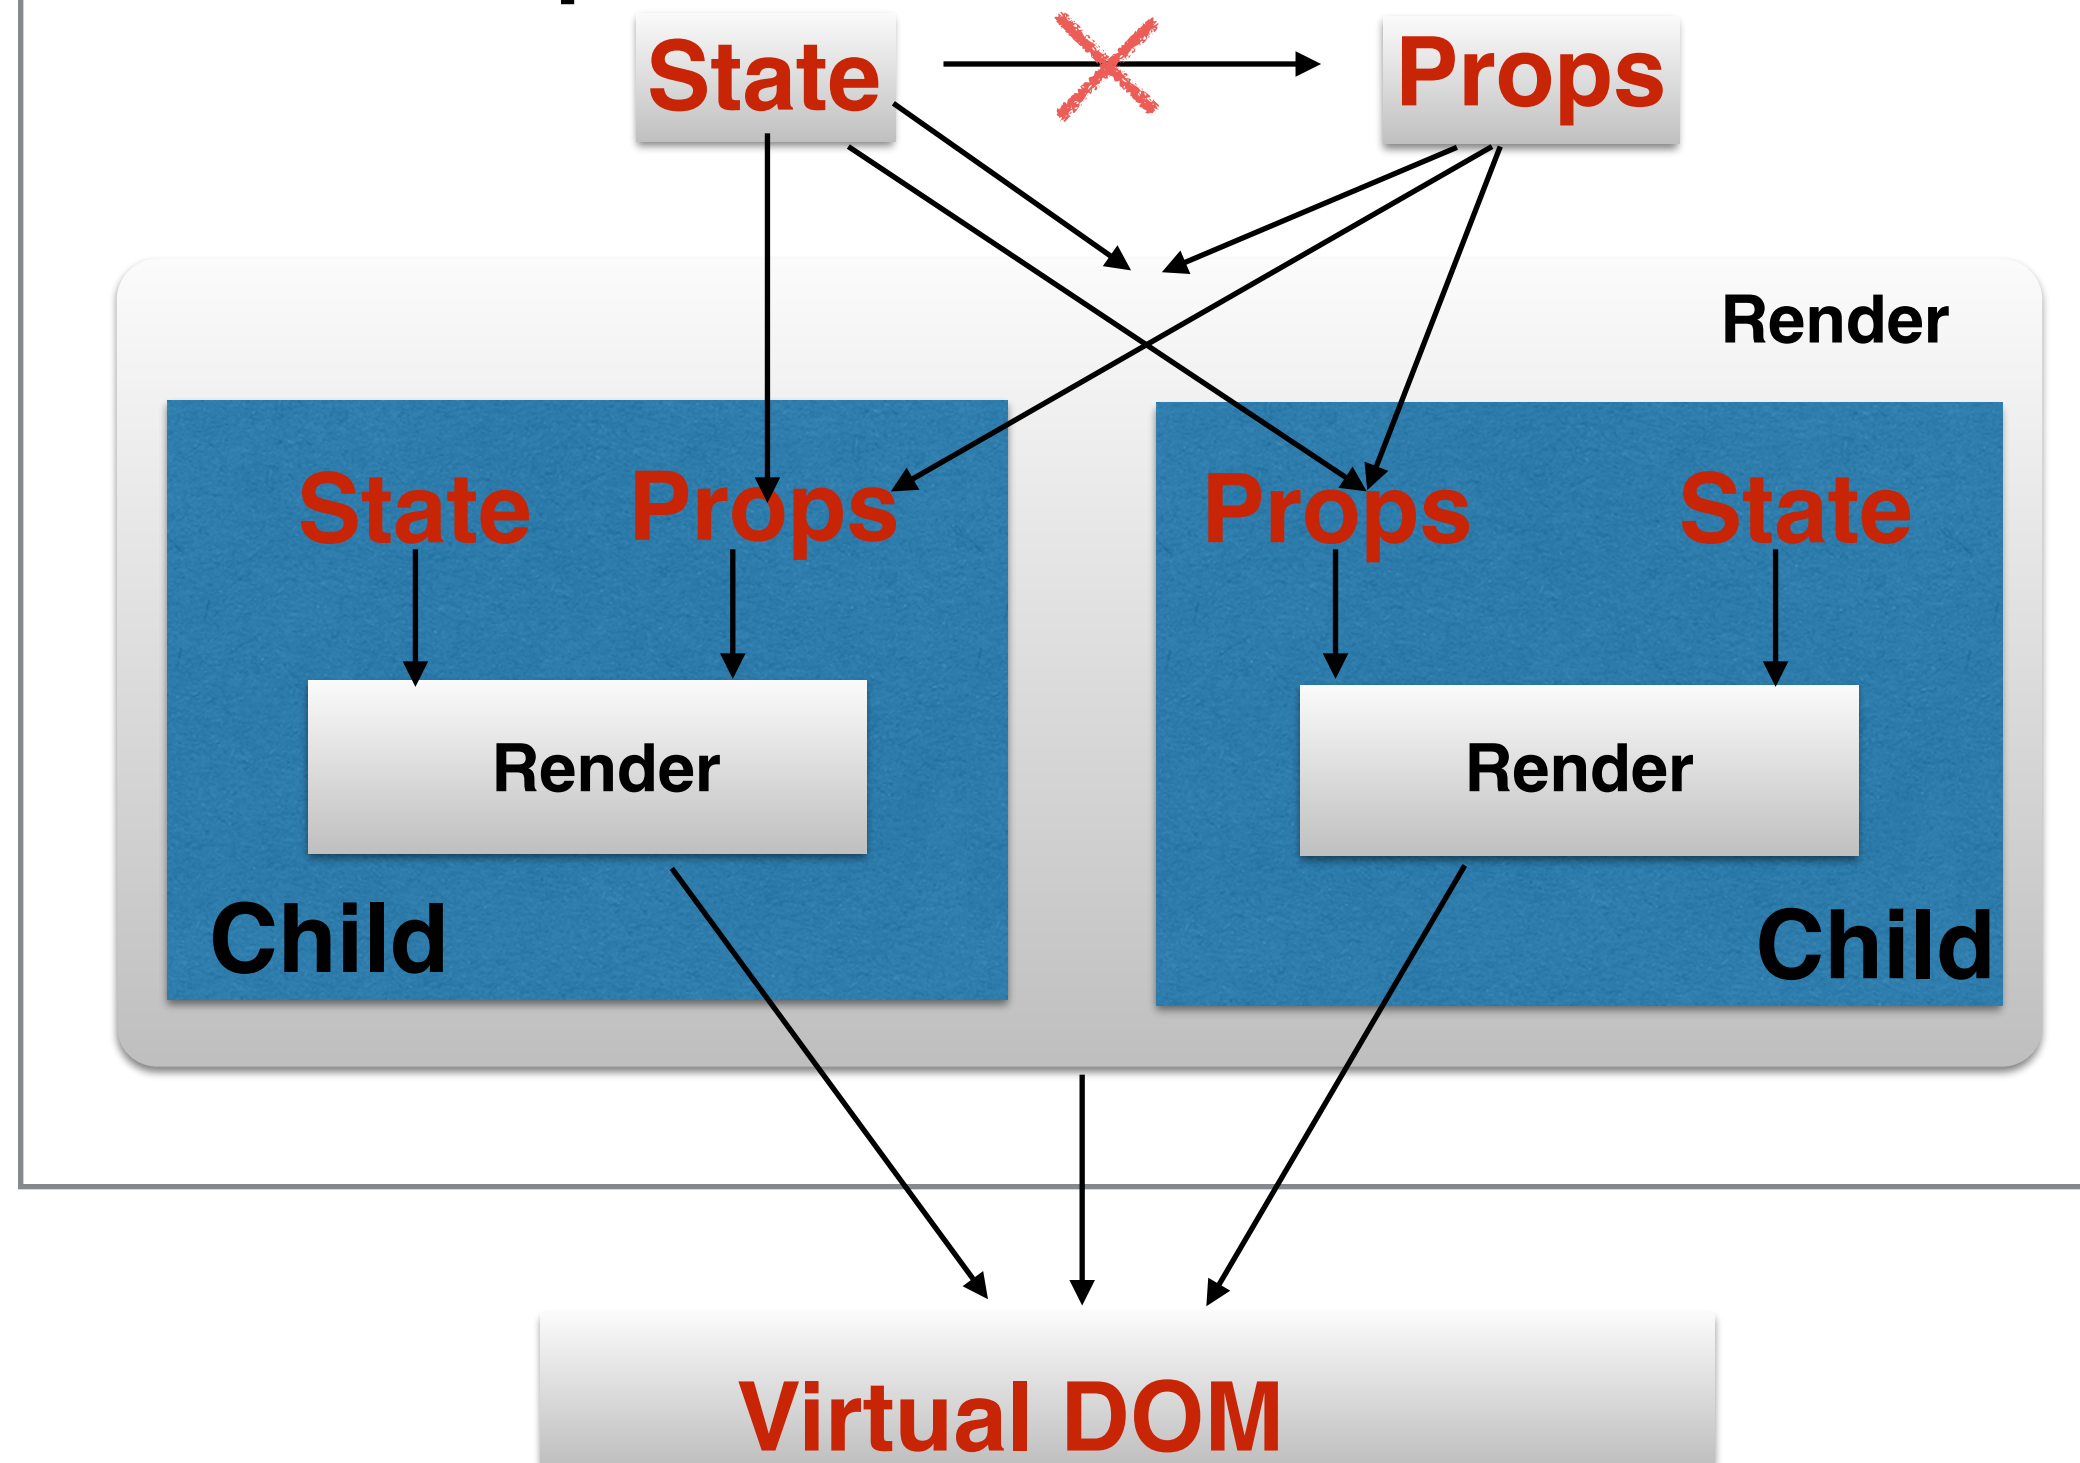 State Props
Render
State Props Props State
Render Render
Child Child
Virtual DOM